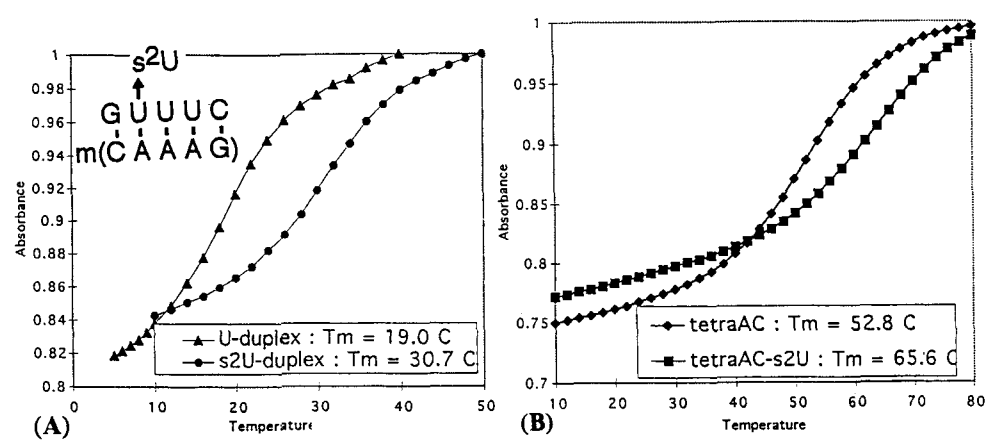 1
0.98
0.96
0.94
0.92
0.9
0.88
0.86
0.84
0.82
0.8
Absorbance
s2U
G U U U C
m(C A A A G)
U-duplex : Tm = 19.0 C
s2U-duplex : Tm = 30.7 C
0 10 20 30 40 50
(A) Temperature
1
0.95
0.9
0.85
0.8
0.75
0.7
Absorbance
tetraAC : Tm = 52.8 C
tetraAC-s2U : Tm = 65.6 C
10 20 30 40 50 60 70 80
(B) Temperature